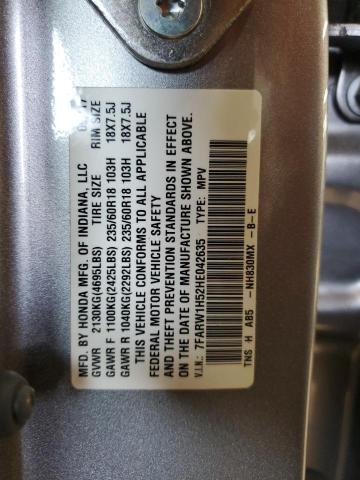 MFD. BY HONDA MFG. OF INDIANA, LLC
GVWR 2130KG(4695LBS) TIRE SIZE RIM SIZE
GAWR F 1100KG(2425LBS) 235/60R18 103H 18X7.5J
GAWR R 1040KG(2292LBS) 235/60R18 103H 18X7.5J
THIS VEHICLE CONFORMS TO ALL APPLICABLE
FEDERAL MOTOR VEHICLE SAFETY
AND THEFT PREVENTION STANDARDS IN EFFECT
ON THE DATE OF MANUFACTURE SHOWN ABOVE.
V.I.N.: 7FARW1H52HE042635 TYPE: MPV
TNS H AB5 -NH830MX -B-E